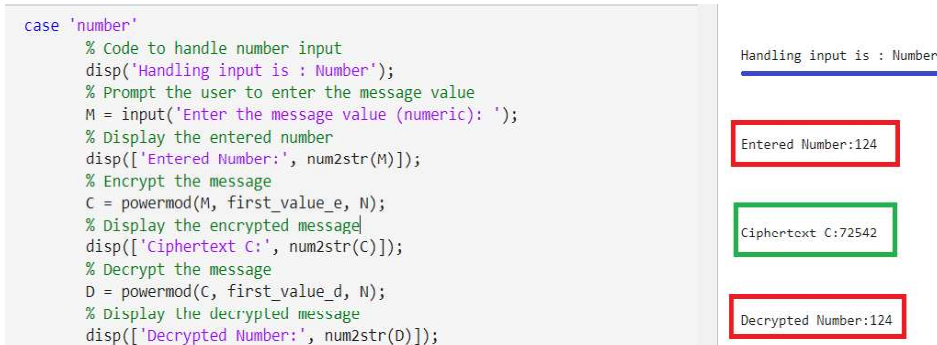 case 'number'
% Code to handle number input
disp('Handling input is : Number');
% Prompt the user to enter the message value
M = input('Enter the message value (numeric): ');
% Display the entered number
disp(['Entered Number:', num2str(M)]);
% Encrypt the message
C = powermod(M, first_value_e, N);
% Display the encrypted message
disp(['Ciphertext C:', num2str(C)]);
% Decrypt the message
D = powermod(C, first_value_d, N);
% Display the decrypted message
disp(['Decrypted Number:', num2str(D)]);
Handling input is : Number
Entered Number:124
Ciphertext C:72542
Decrypted Number:124